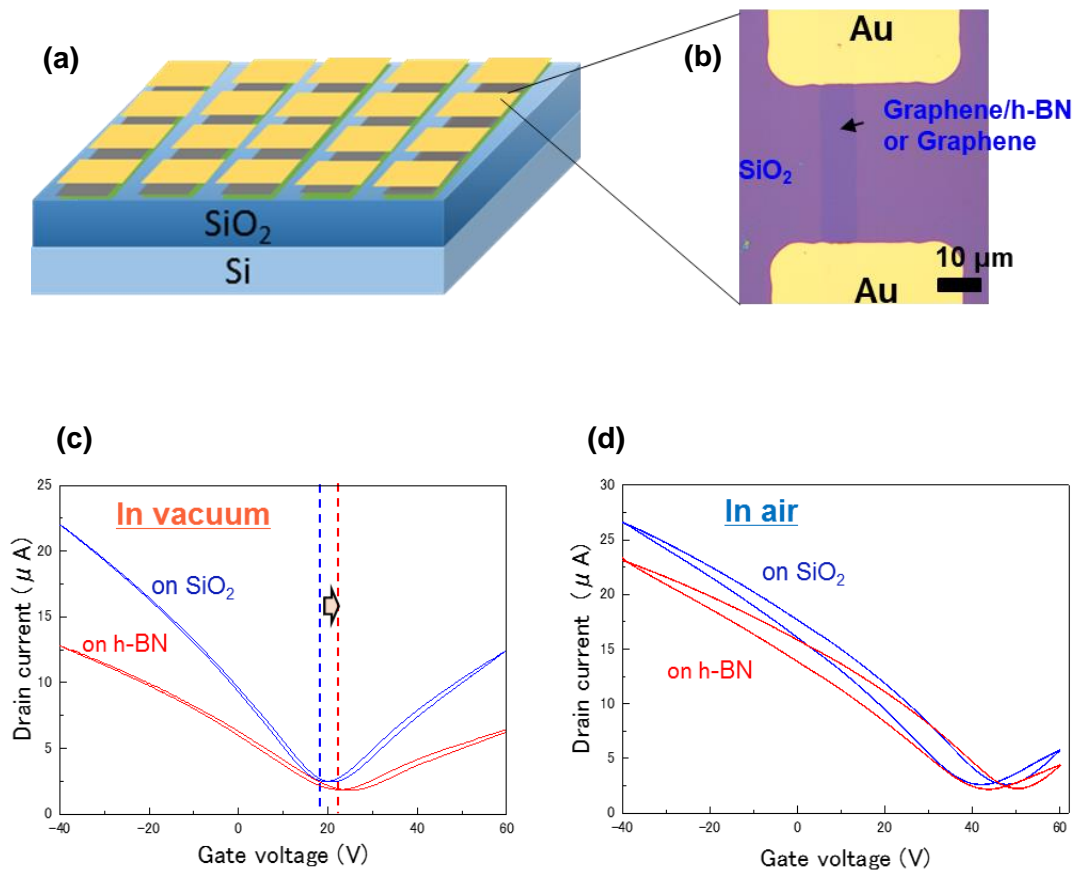 (a)
SiO₂
Si
(b)
Au
Graphene/h-BN
or Graphene
SiO₂
10 μm
Au
(c)
In vacuum
on SiO₂
on h-BN
Drain current (μA)
25
20
15
10
5
0
-40
-20
0
20
40
60
Gate voltage (V)
(d)
In air
on SiO₂
on h-BN
Drain current (μA)
30
25
20
15
10
5
0
-40
-20
0
20
40
60
Gate voltage (V)